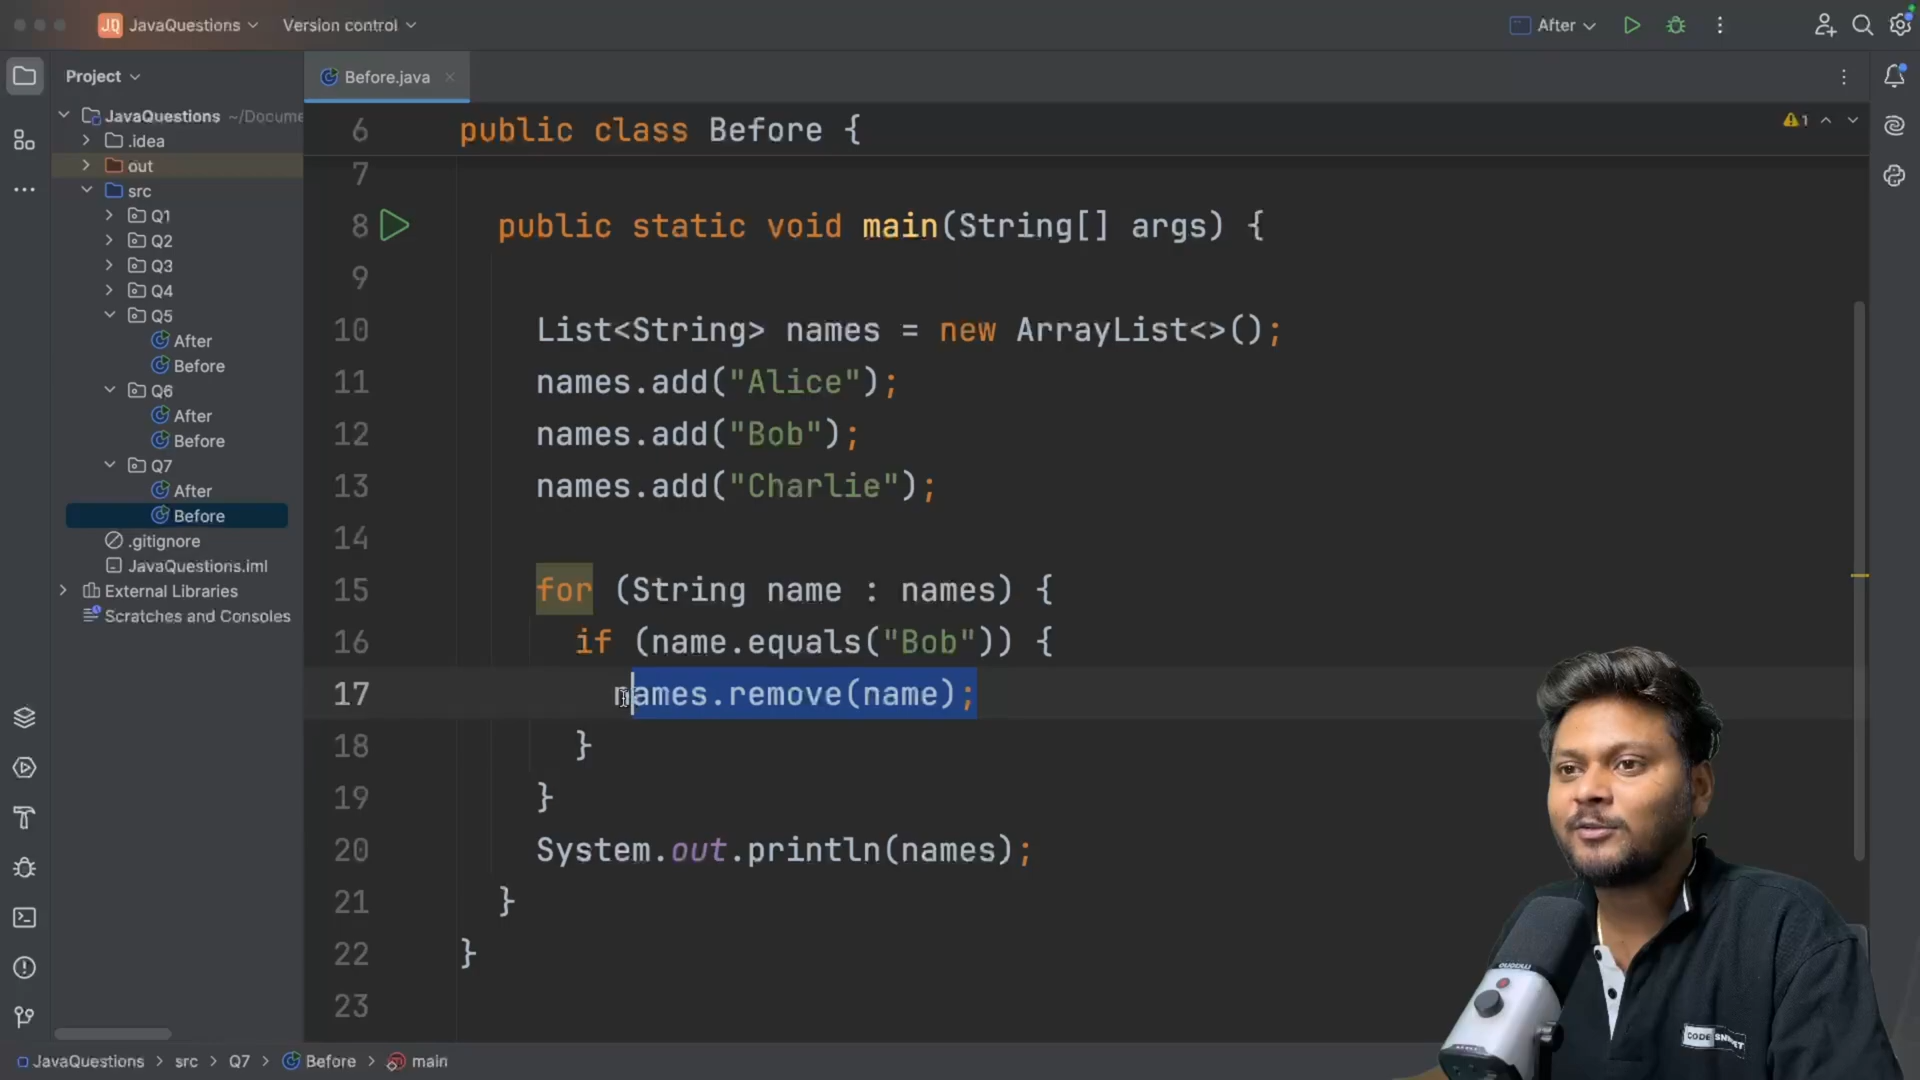 JQ JavaQuestions Version control After
Project Before.java
JavaQuestions ~/Docume
.idea
out
src
Q1
Q2
Q3
Q4
Q5
After
Before
Q6
After
Before
Q7
After
Before
.gitignore
JavaQuestions.iml
External Libraries
Scratches and Consoles
1
6 public class Before {
7
8 public static void main(String[] args) {
9
10 List<String> names = new ArrayList<>();
11 names.add("Alice");
12 names.add("Bob");
13 names.add("Charlie");
14
15 for (String name : names) {
16 if (name.equals("Bob")) {
17 names.remove(name);
18 }
19 }
20 System.out.println(names);
21 }
22 }
23
maono
CODE
JavaQuestions > src > Q7 > Before > main